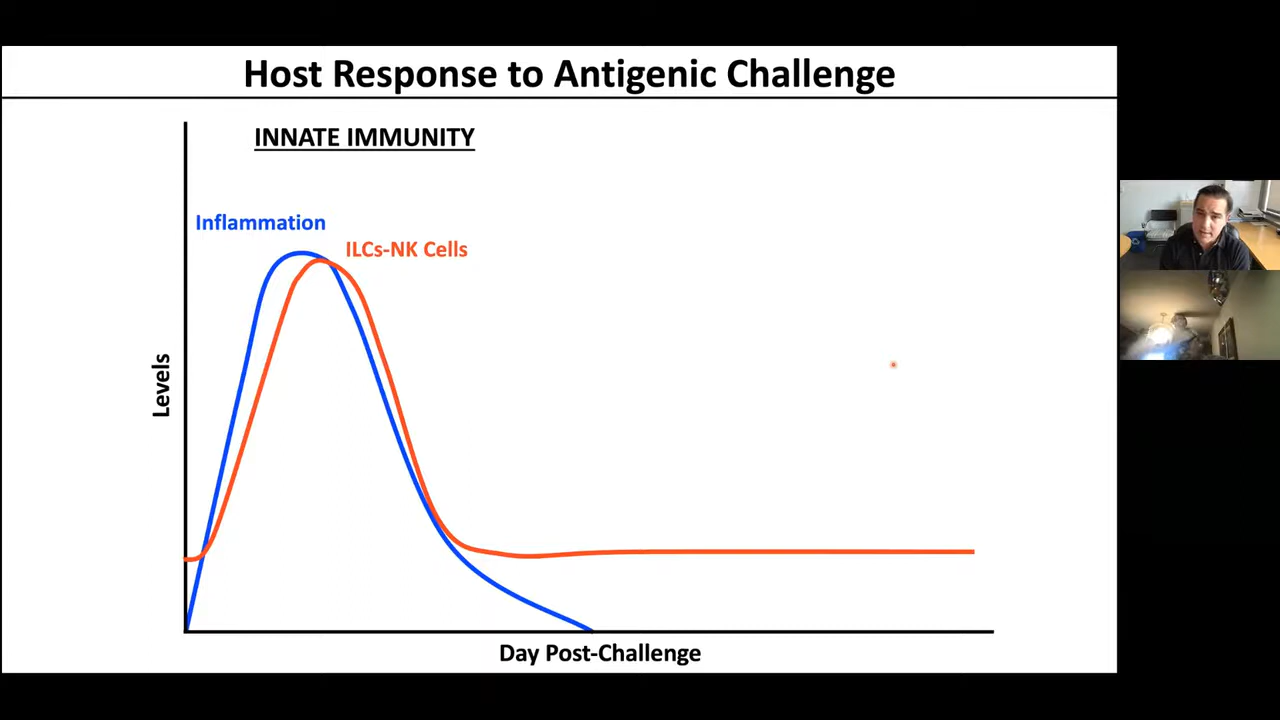 Host Response to Antigenic Challenge
INNATE IMMUNITY
Inflammation
ILCs-NK Cells
Levels
Day Post-Challenge